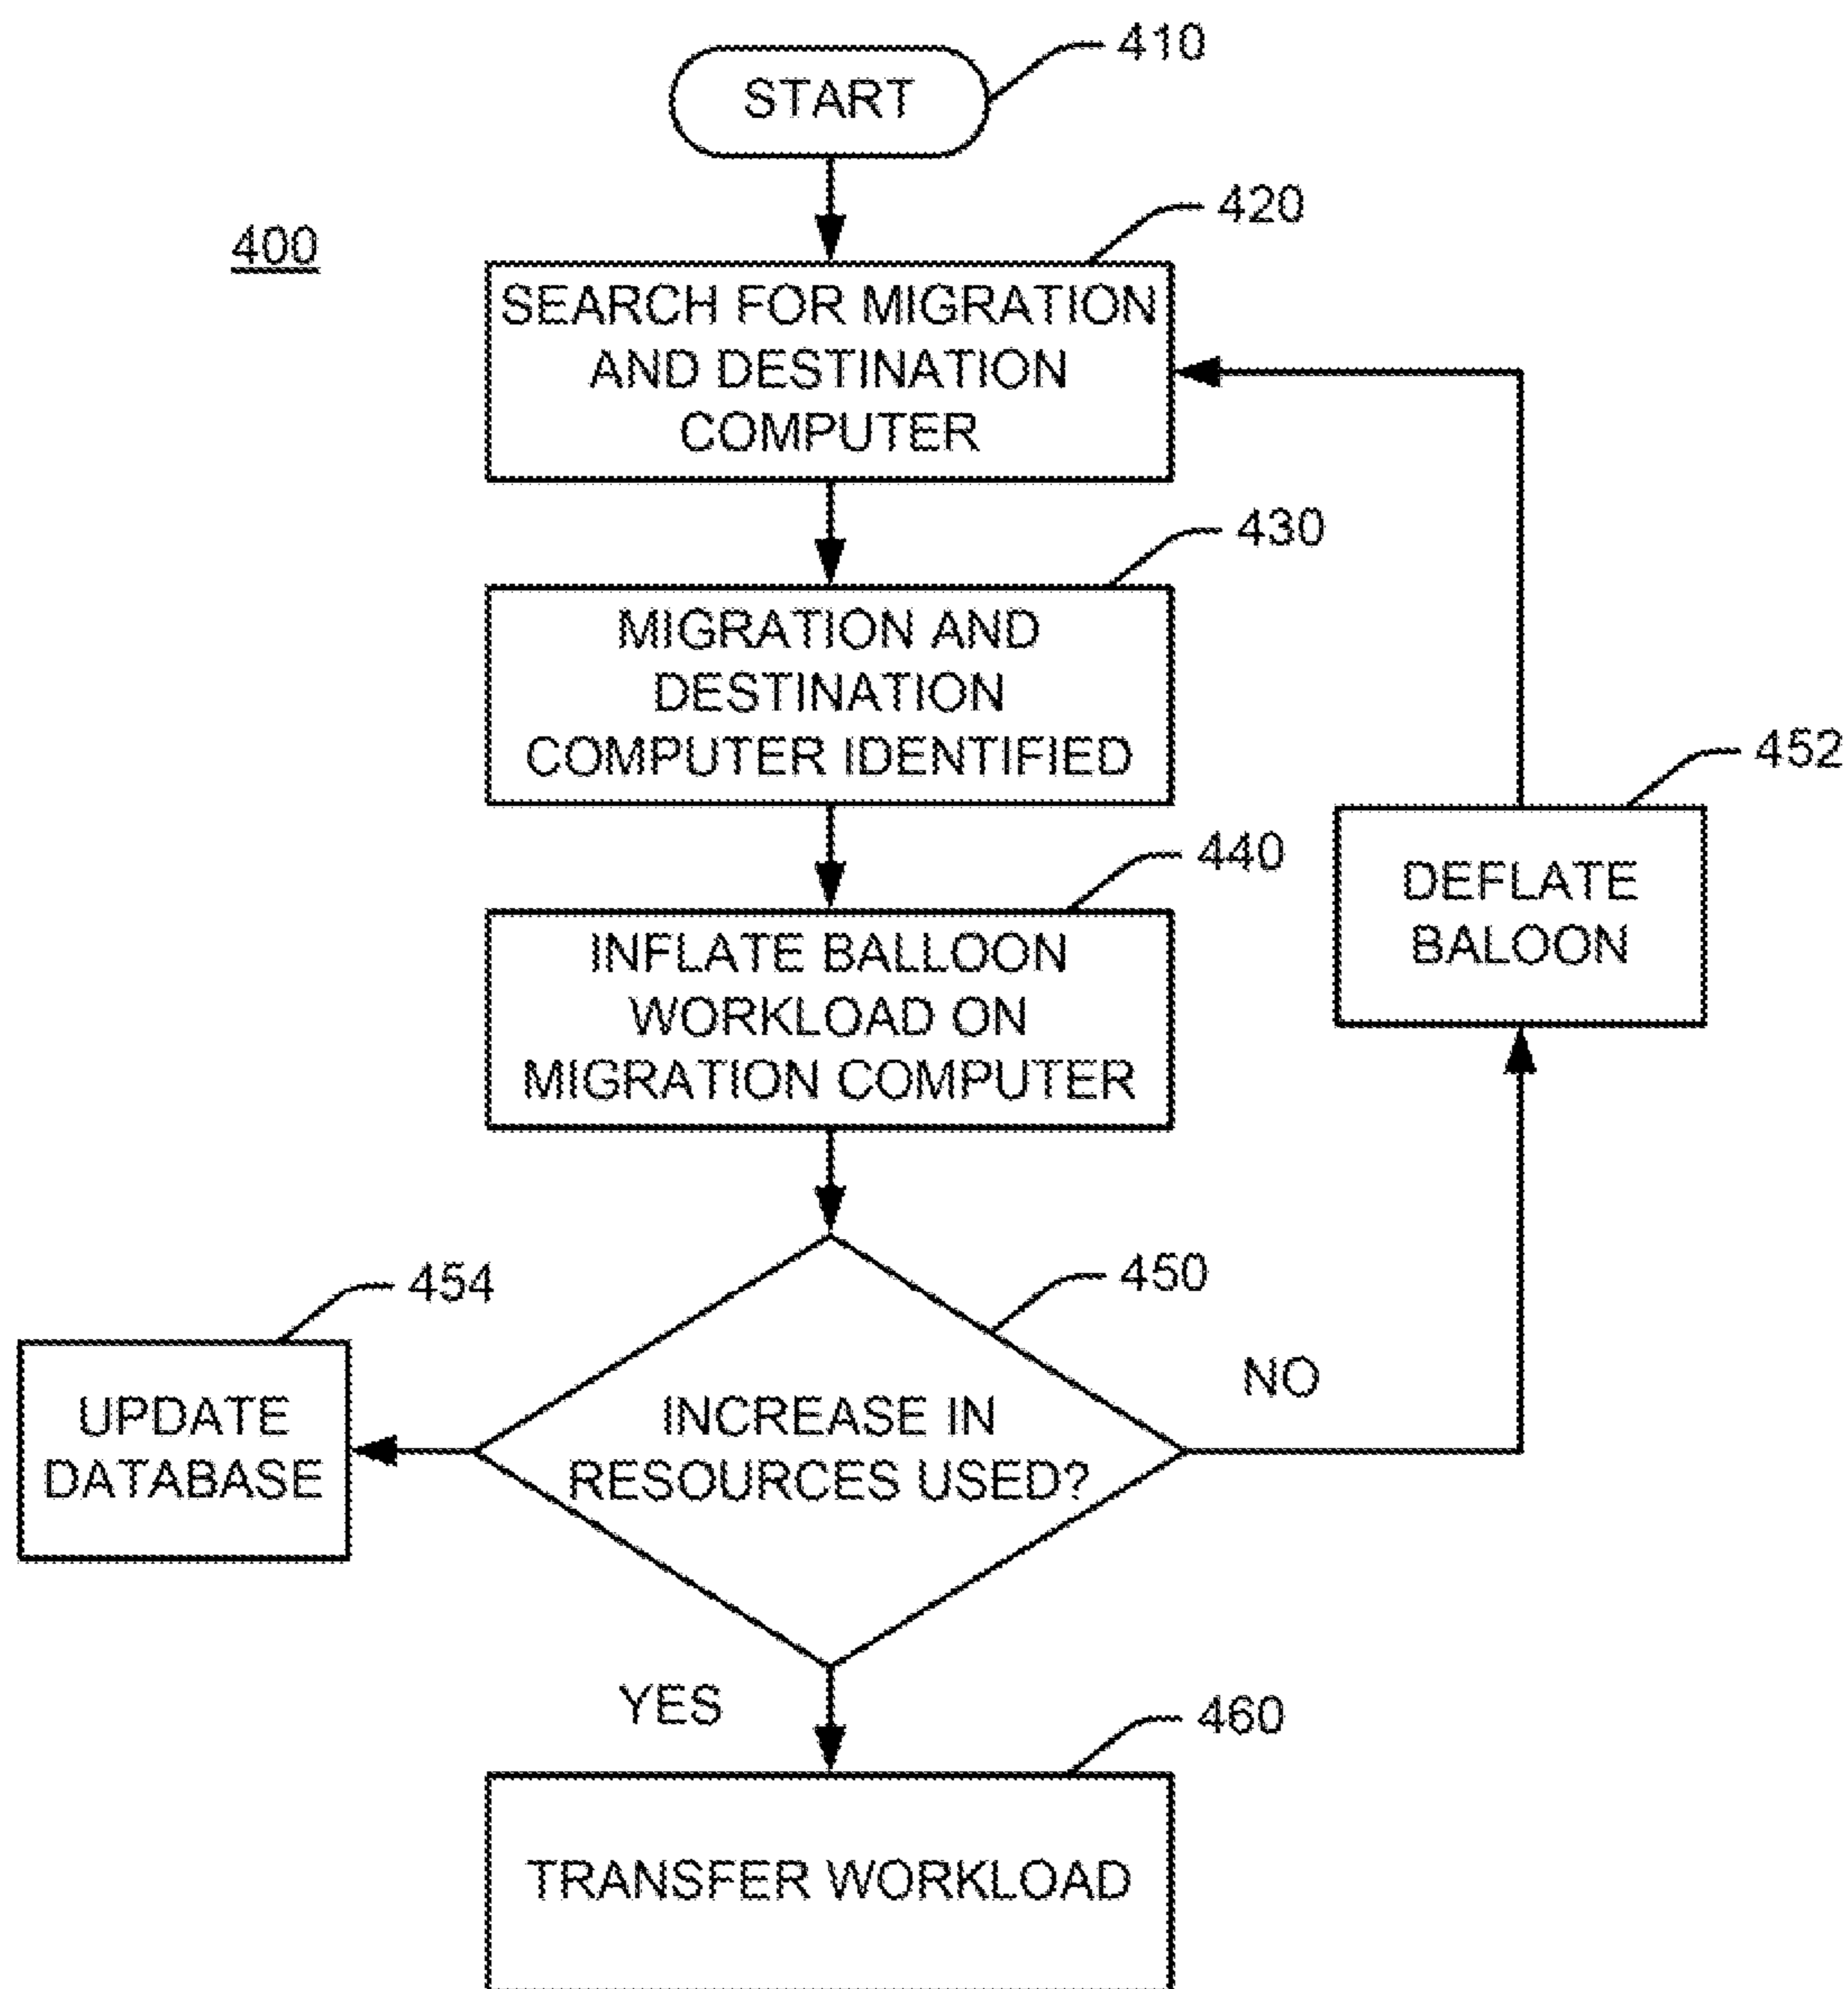 410
START
400
420
SEARCH FOR MIGRATION
AND DESTINATION
COMPUTER
430
MIGRATION AND
DESTINATION
COMPUTER IDENTIFIED
452
DEFLATE
BALOON
440
INFLATE BALLOON
WORKLOAD ON
MIGRATION COMPUTER
450
454
INCREASE IN
RESOURCES USED?
NO
UPDATE
DATABASE
YES
460
TRANSFER WORKLOAD